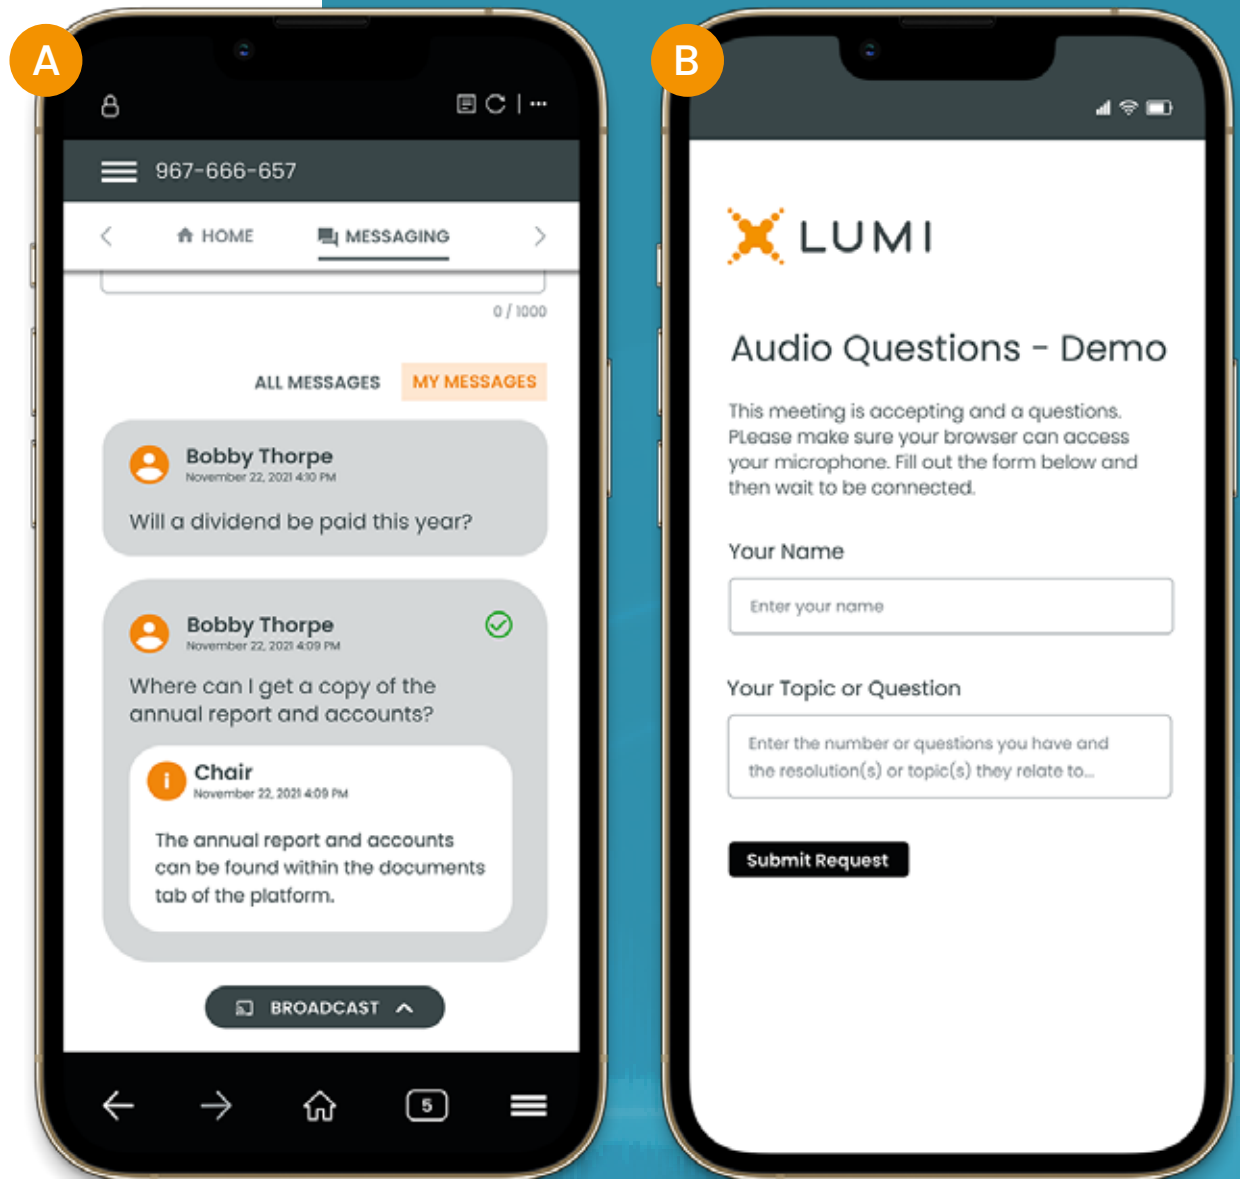 A
967-666-657
HOME
MESSAGING
0 / 1000
ALL MESSAGES
MY MESSAGES
Bobby Thorpe
November 22, 2021 4:10 PM
Will a dividend be paid this year?
Bobby Thorpe
November 22, 2021 4:09 PM
Where can I get a copy of the
annual report and accounts?
i
Chair
November 22, 2021 4:09 PM
The annual report and accounts
can be found within the documents
tab of the platform.
BROADCAST
5
B
LUMI
Audio Questions - Demo
This meeting is accepting and a questions.
PLease make sure your browser can access
your microphone. Fill out the form below and
then wait to be connected.
Your Name
Enter your name
Your Topic or Question
Enter the number or questions you have and
the resolution(s) or topic(s) they relate to...
Submit Request